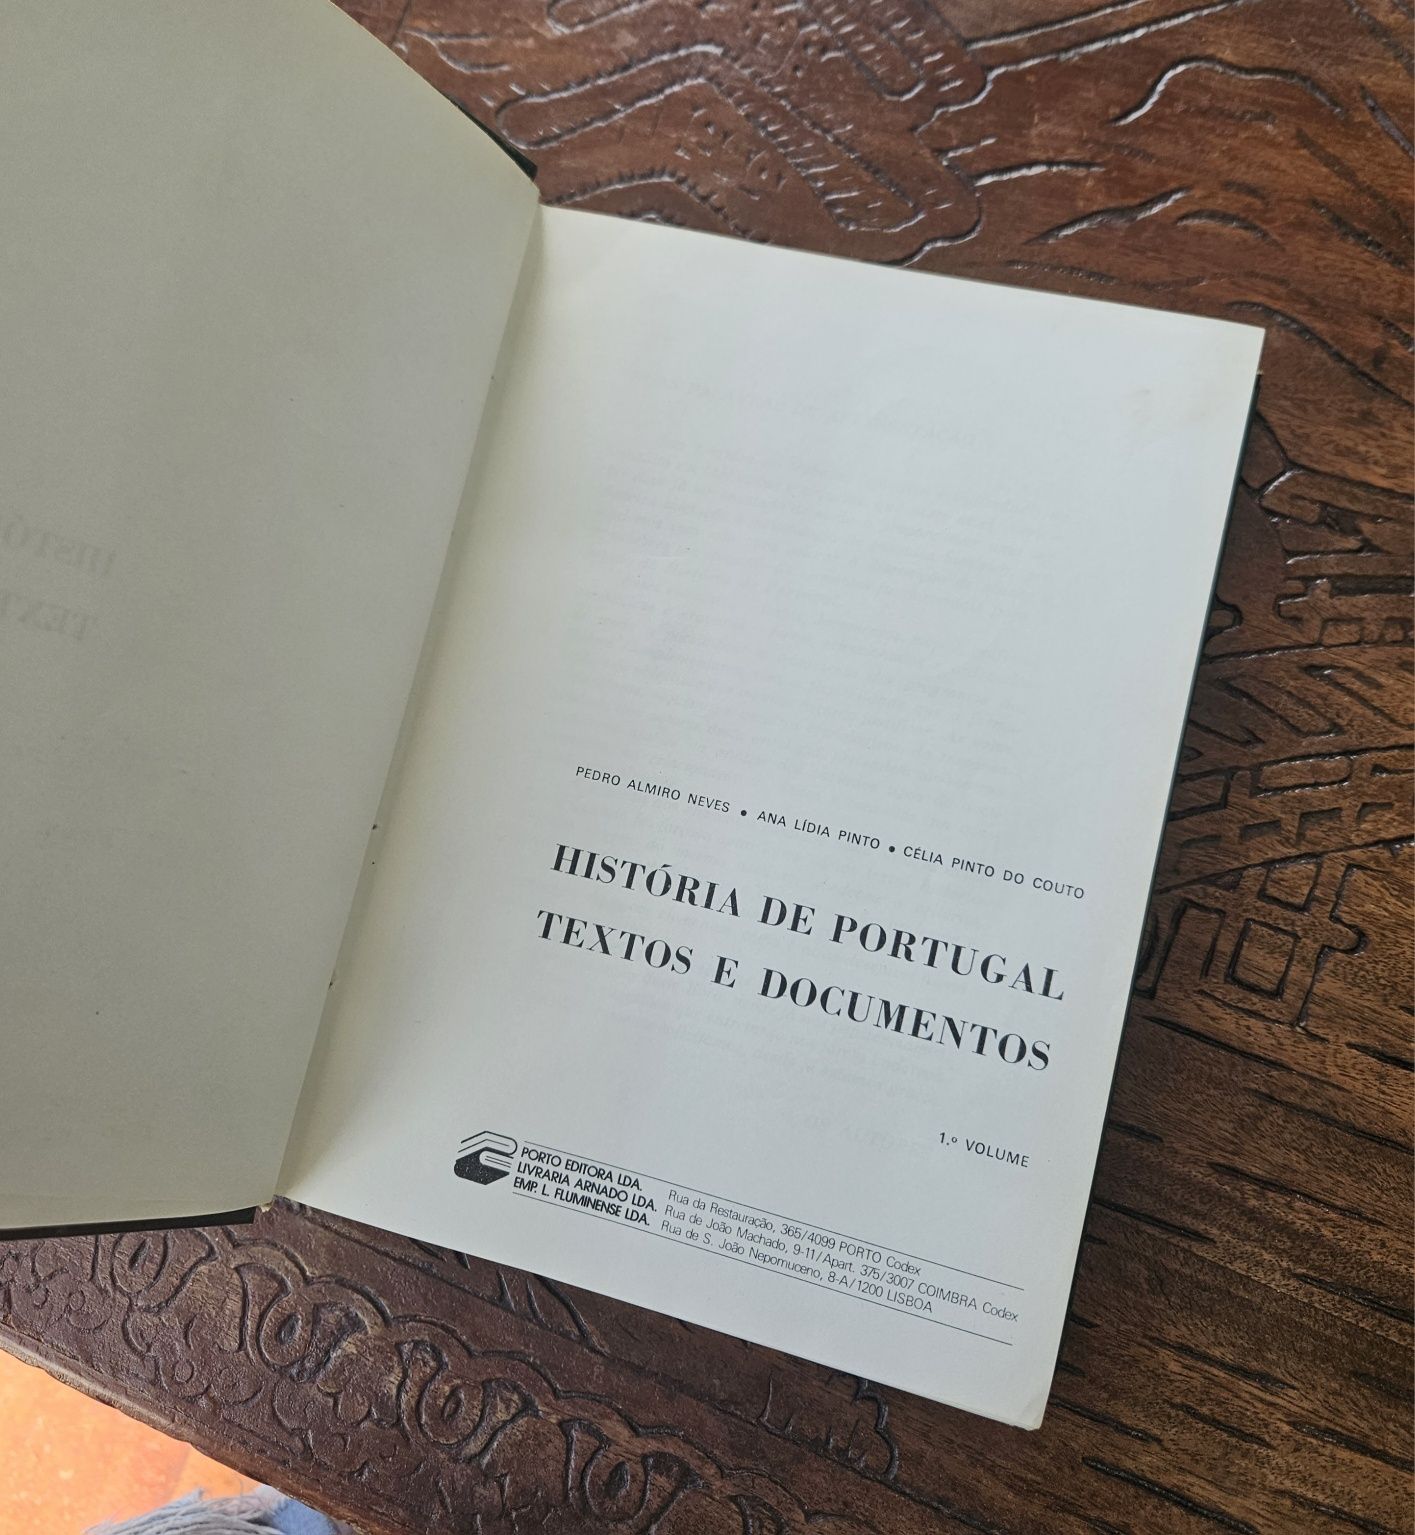 PEDRO ALMIRO NEVES • ANA LÍDIA PINTO • CÉLIA PINTO DO COUTO
HISTÓRIA DE PORTUGAL
TEXTOS E DOCUMENTOS
1.º VOLUME
PORTO EDITORA LDA. Rua da Restauração, 365/4099 PORTO Codex
LIVRARIA ARNADO LDA. Rua de João Machado, 9-11/Apart. 375/3007 COIMBRA Codex
EMP. L. FLUMINENSE LDA. Rua de S. João Nepomuceno, 8-A/1200 LISBOA